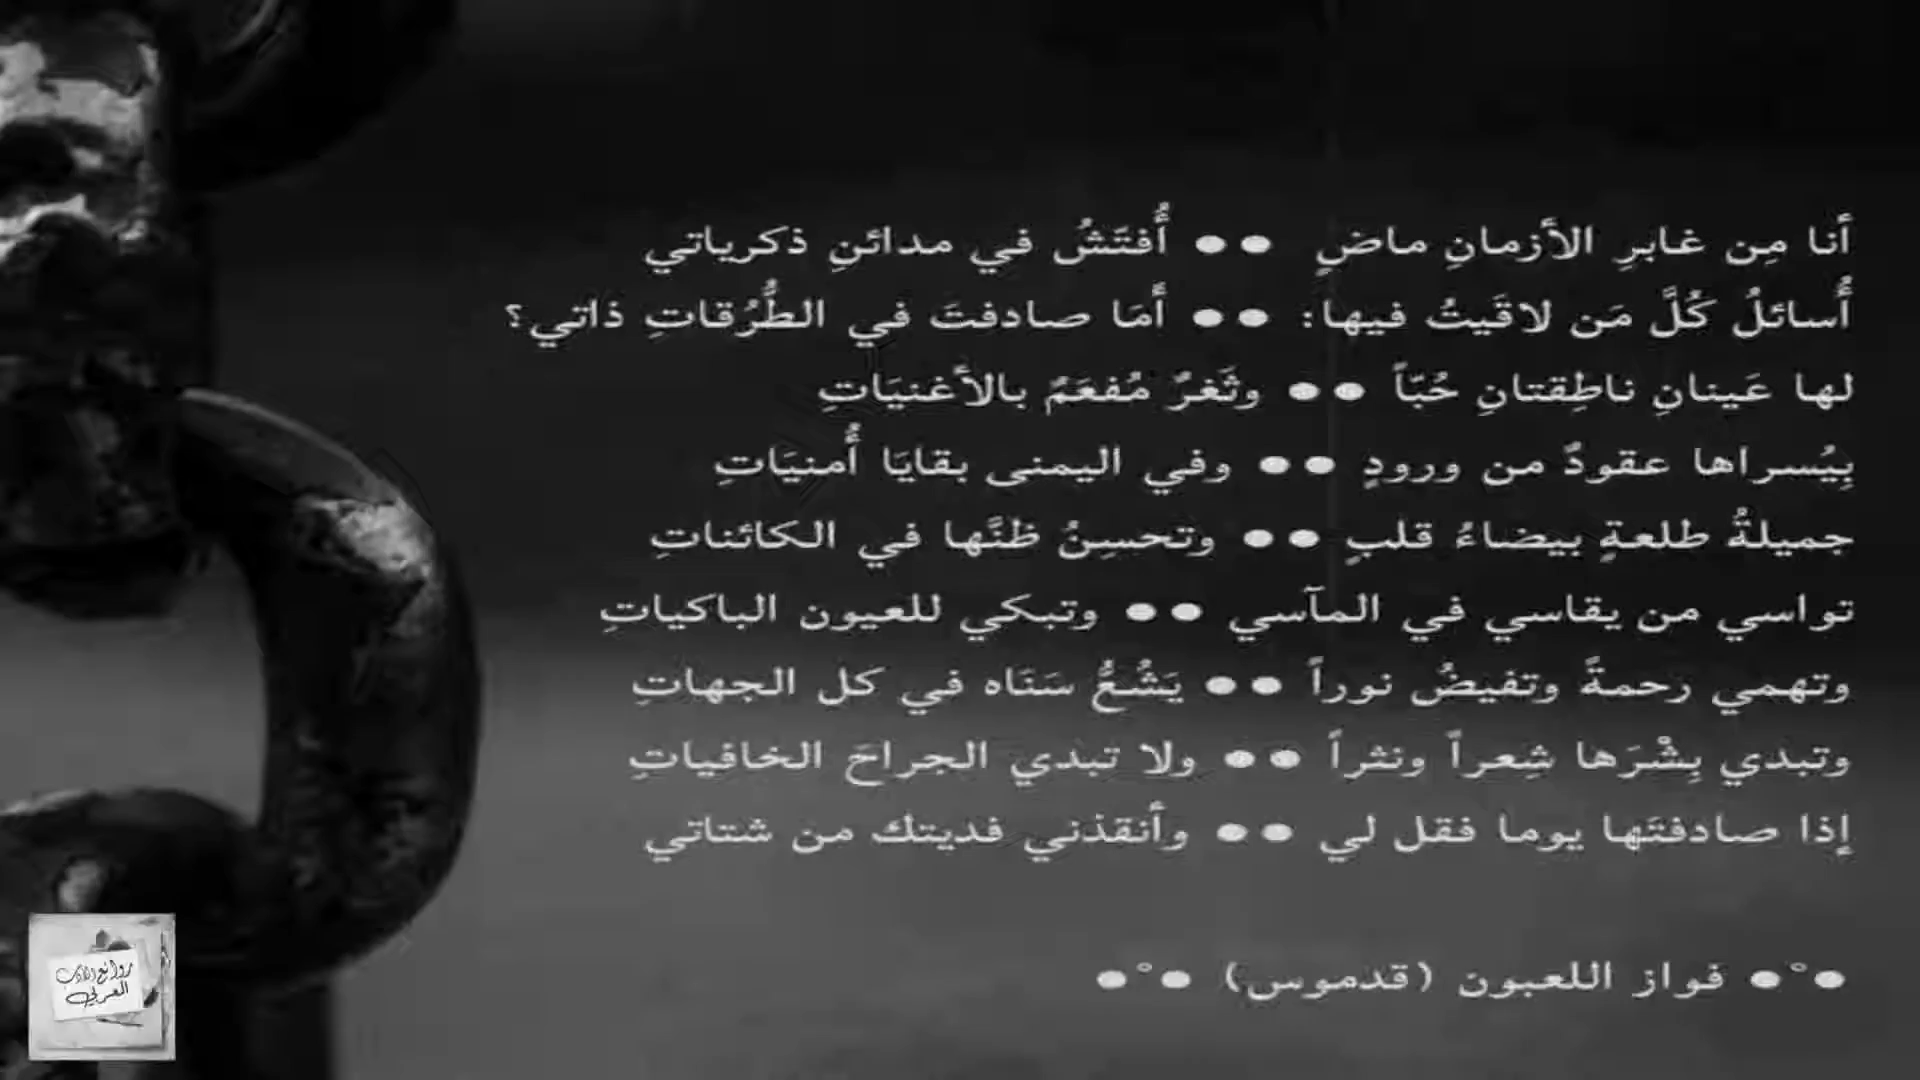 أنا مِن غابرِ الأزمانِ ماضٍ ●● أُفتَشُ في مدائنِ ذكرياتي
أُسائلُ كُلَّ مَن لاقَيتُ فيها: ●● أَمَا صادفتَ في الطُّرُقاتِ ذاتي؟
لها عَينانِ ناطِقتانِ حُبّاً ●● وثَغرٌ مُفعَمٌ بالأغنيَاتِ
بِيُسراها عقودٌ من ورودٍ ●● وفي اليمنى بقايَا أُمنيَاتِ
جميلةُ طلعةٍ بيضاءُ قلبٍ ●● وتحسِنُ ظنَّها في الكائناتِ
تواسي من يقاسي في المآسي ●● وتبكي للعيون الباكياتِ
وتهمي رحمةً وتفيضُ نوراً ●● يَشُعُّ سَنَاه في كل الجهاتِ
وتبدي بِشْرَها شِعراً ونثراً ●● ولا تبدي الجراحَ الخافياتِ
إذا صادفتَها يوما فقل لي ●● وأنقذني فديتك من شتاتي
●°● فواز اللعبون (قدموس) ●°●
روائع الأدب
العربي